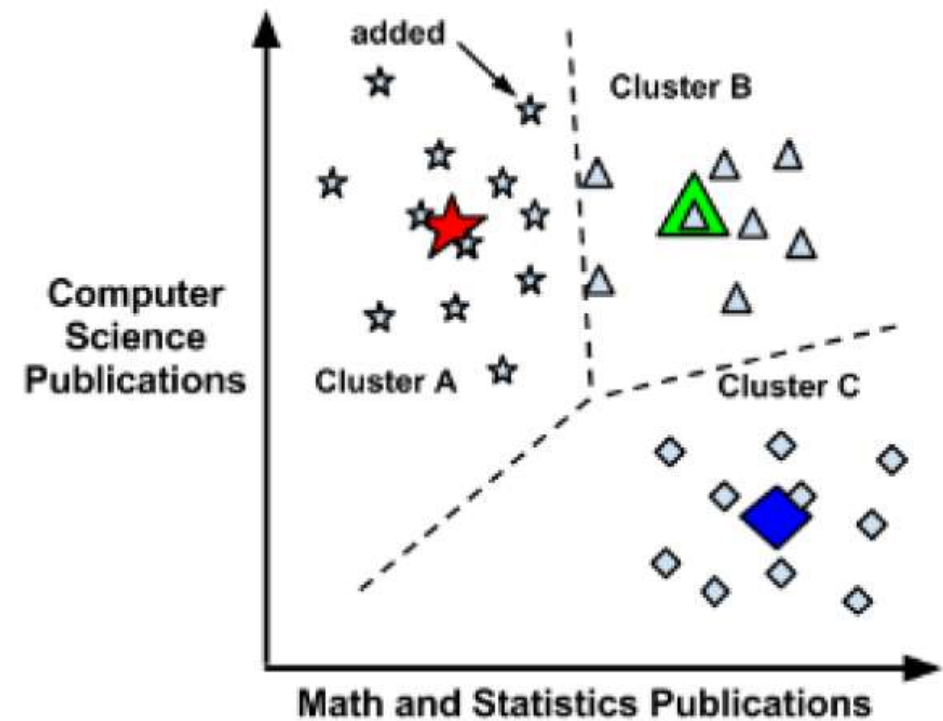 added
Cluster B
Computer
Science
Publications
Cluster A
Cluster C
Math and Statistics Publications